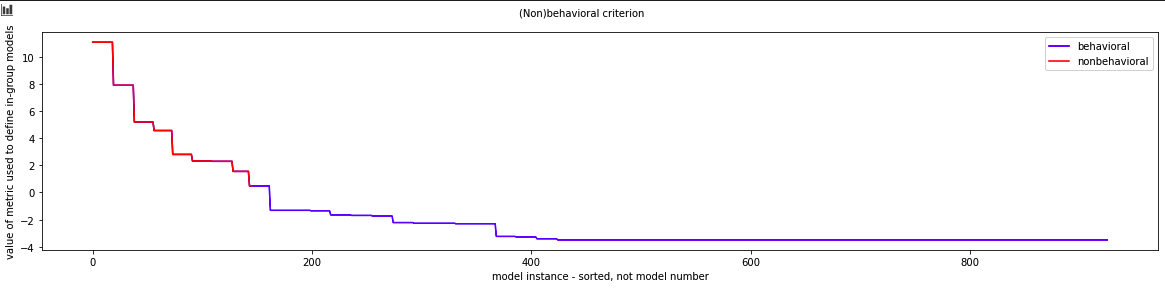 (Non)behavioral criterion
value of metric used to define in-group models
10
8
6
4
2
0
−2
−4
behavioral
nonbehavioral
0
200
400
600
800
model instance - sorted, not model number